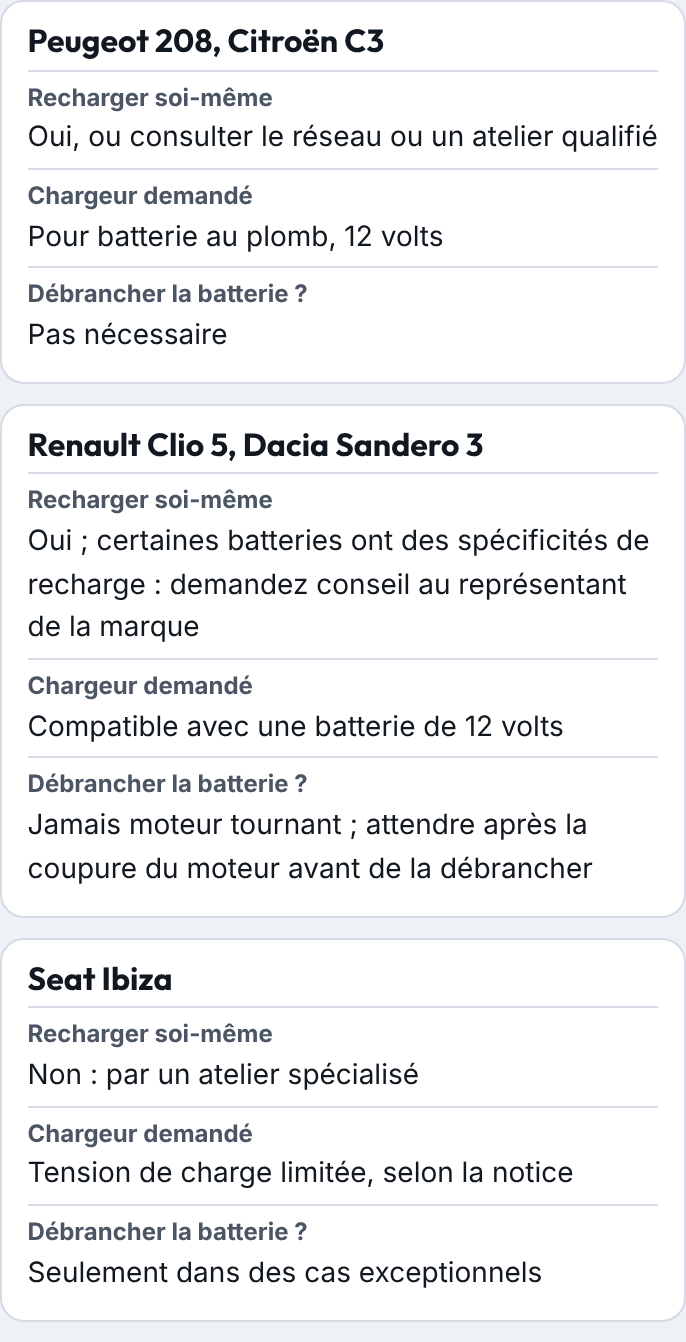 Peugeot 208, Citroën C3
Recharger soi-même
Oui, ou consulter le réseau ou un atelier qualifié
Chargeur demandé
Pour batterie au plomb, 12 volts
Débrancher la batterie ?
Pas nécessaire
Renault Clio 5, Dacia Sandero 3
Recharger soi-même
Oui ; certaines batteries ont des spécificités de
recharge : demandez conseil au représentant
de la marque
Chargeur demandé
Compatible avec une batterie de 12 volts
Débrancher la batterie ?
Jamais moteur tournant ; attendre après la
coupure du moteur avant de la débrancher
Seat Ibiza
Recharger soi-même
Non : par un atelier spécialisé
Chargeur demandé
Tension de charge limitée, selon la notice
Débrancher la batterie ?
Seulement dans des cas exceptionnels